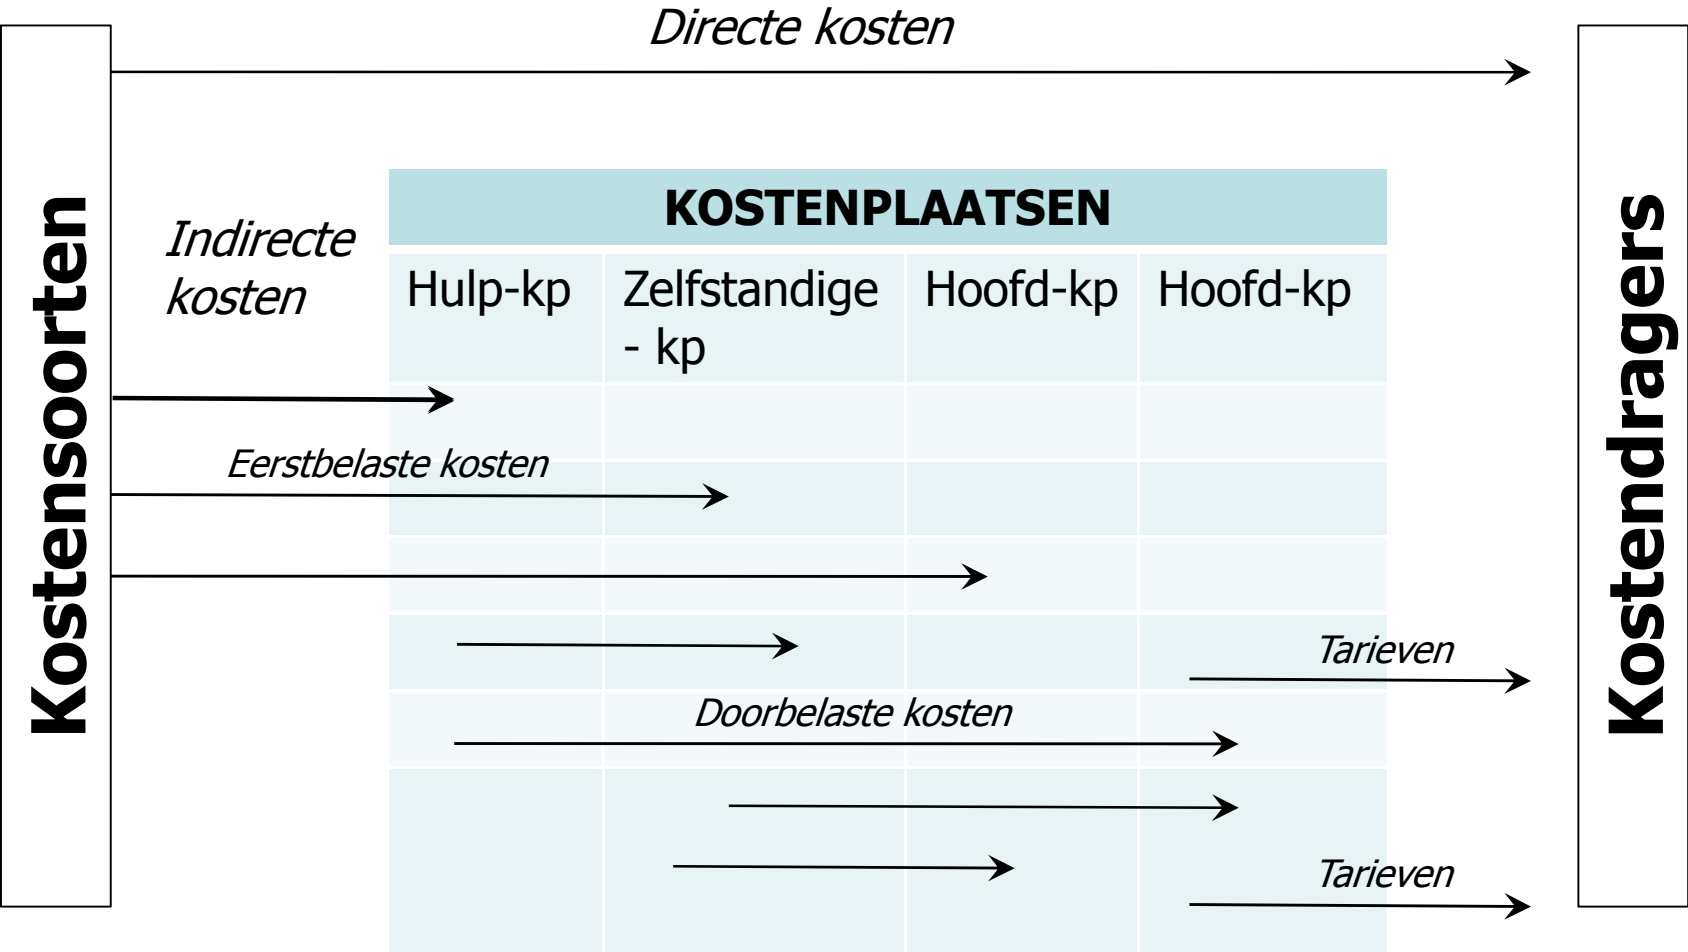 Directe kosten
Kostensoorten
Indirecte
kosten
KOSTENPLAATSEN
Hulp-kp
Zelfstandige
- kp
Hoofd-kp
Hoofd-kp
Eerstbelaste kosten
Tarieven
Doorbelaste kosten
Tarieven
Kostendragers